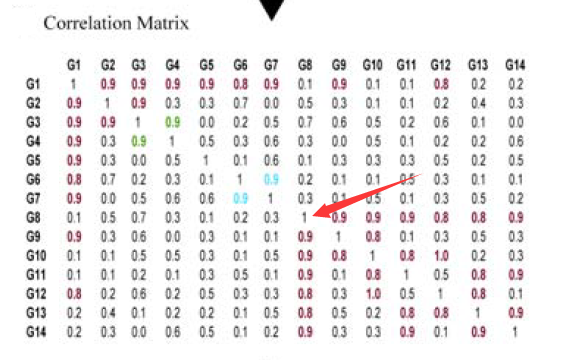 Correlation Matrix
G1 G2 G3 G4 G5 G6 G7 G8 G9 G10 G11 G12 G13 G14
G1 1 0.9 0.9 0.9 0.9 0.8 0.9 0.1 0.9 0.1 0.1 0.8 0.2 0.2
G2 0.9 1 0.9 0.3 0.3 0.7 0.0 0.5 0.3 0.1 0.1 0.2 0.4 0.3
G3 0.9 0.9 1 0.9 0.0 0.2 0.5 0.7 0.6 0.5 0.2 0.6 0.1 0.0
G4 0.9 0.3 0.9 1 0.5 0.3 0.6 0.3 0.0 0.5 0.1 0.2 0.2 0.6
G5 0.9 0.3 0.0 0.5 1 0.1 0.6 0.1 0.3 0.3 0.3 0.5 0.2 0.5
G6 0.8 0.7 0.2 0.3 0.1 1 0.9 0.2 0.1 0.1 0.5 0.3 0.1 0.1
G7 0.9 0.0 0.5 0.6 0.6 0.9 1 0.3 0.1 0.5 0.1 0.3 0.5 0.2
G8 0.1 0.5 0.7 0.3 0.1 0.2 0.3 1 0.9 0.9 0.9 0.8 0.8 0.9
G9 0.9 0.3 0.6 0.0 0.3 0.1 0.1 0.9 1 0.8 0.1 0.3 0.5 0.3
G10 0.1 0.1 0.5 0.5 0.3 0.1 0.5 0.9 0.8 1 0.8 1.0 0.2 0.3
G11 0.1 0.1 0.2 0.1 0.3 0.5 0.1 0.9 0.1 0.8 1 0.5 0.8 0.9
G12 0.8 0.2 0.6 0.2 0.5 0.3 0.3 0.8 0.3 1.0 0.5 1 0.8 0.1
G13 0.2 0.4 0.1 0.2 0.2 0.1 0.5 0.8 0.5 0.2 0.8 0.8 1 0.9
G14 0.2 0.3 0.0 0.6 0.5 0.1 0.2 0.9 0.3 0.3 0.9 0.1 0.9 1